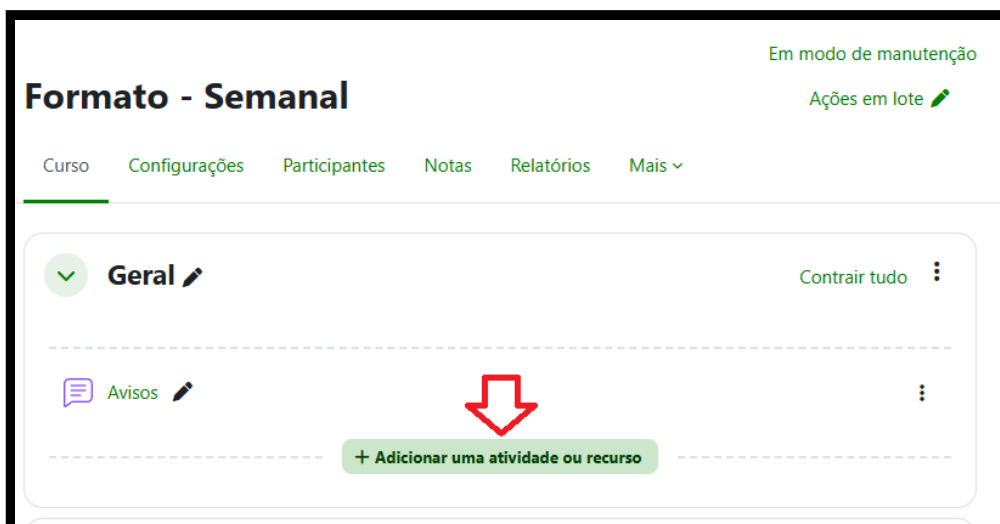 Em modo de manutenção
Formato - Semanal
Ações em lote
Curso Configurações Participantes Notas Relatórios Mais
Geral
Contrair tudo
Avisos
+ Adicionar uma atividade ou recurso